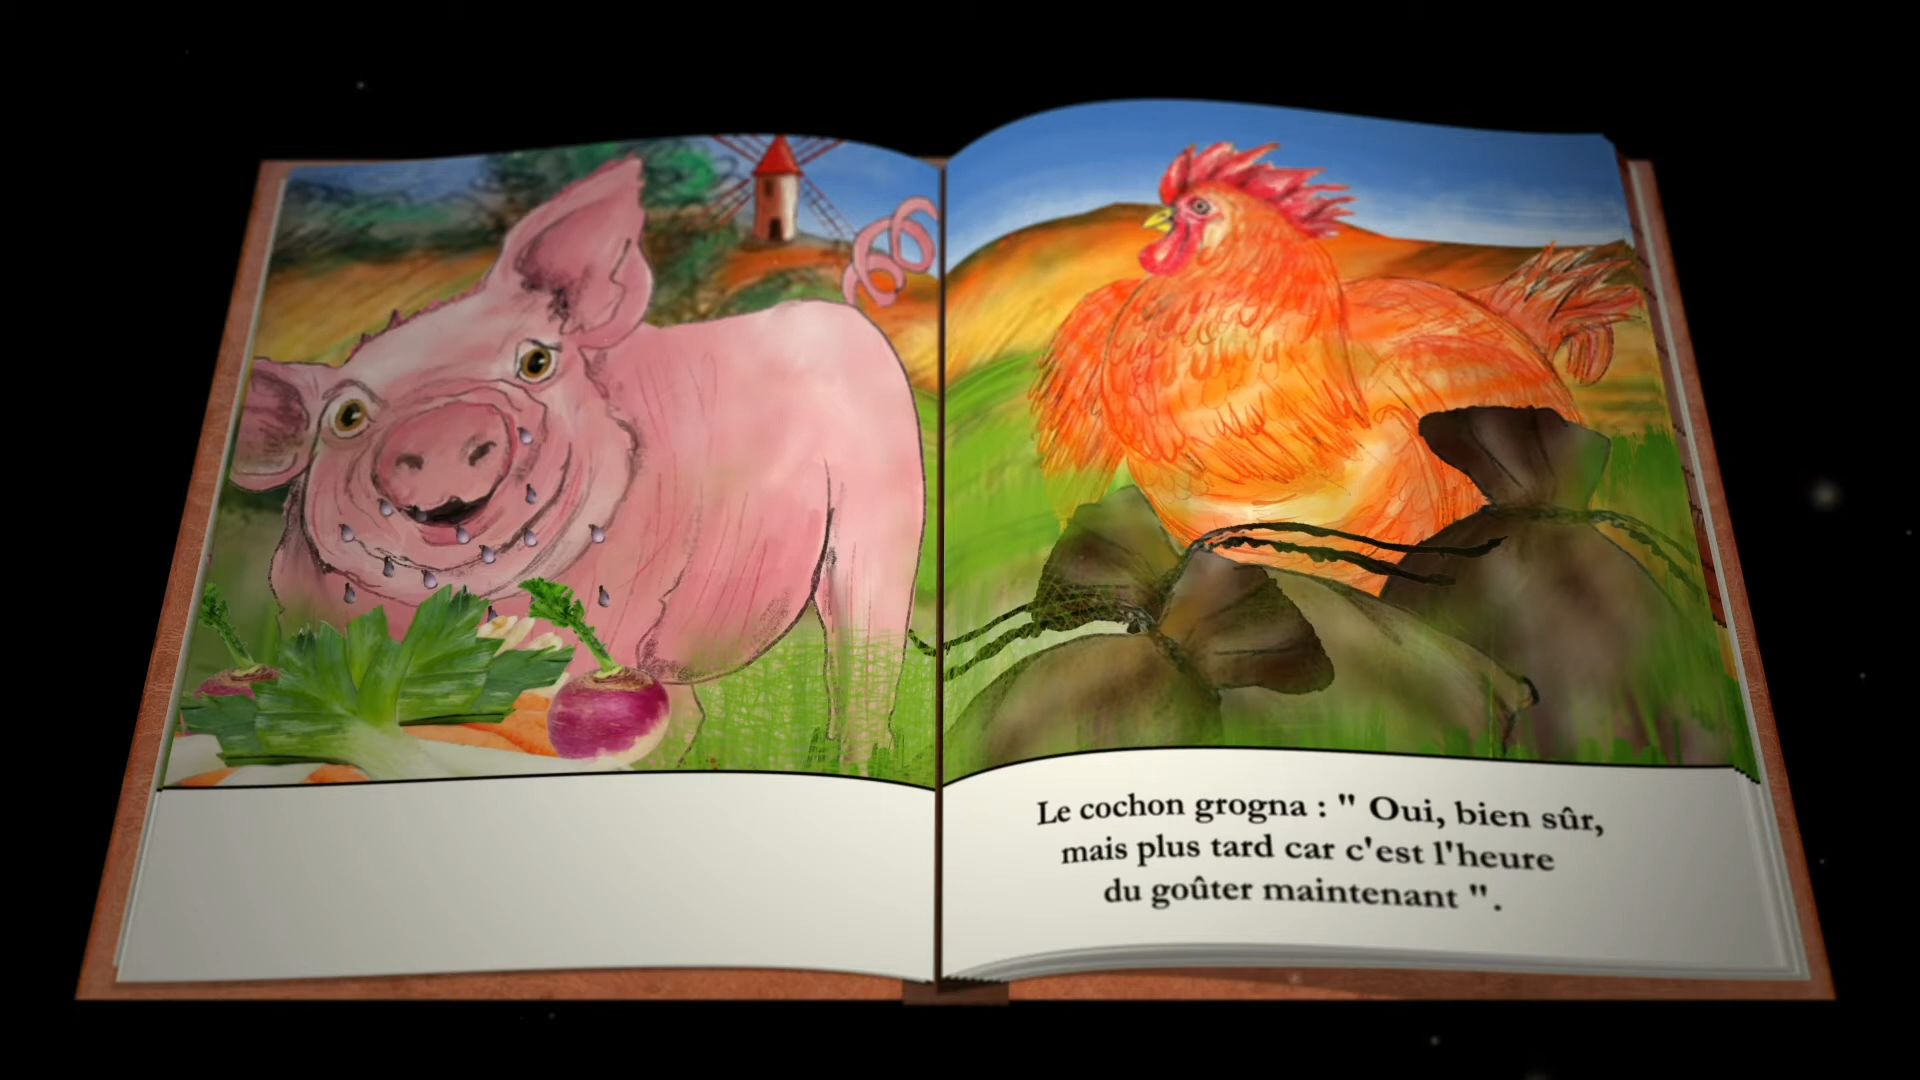 Le cochon grogna : " Oui, bien sûr,
mais plus tard car c'est l'heure
du goûter maintenant ".